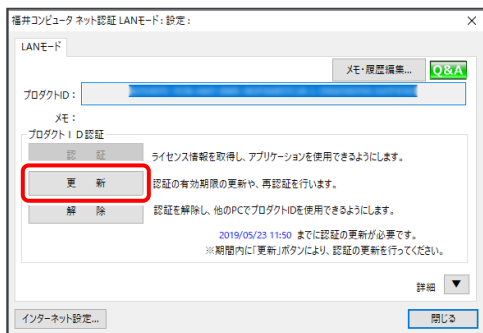 福井コンピュータ ネット認証 LANモード : 設定 :
LANモード
メモ・履歴編集...
Q&A
プロダクトID :
メモ :
プロダクトID認証
認 証
ライセンス情報を取得し、アプリケーションを使用できるようにします。
更 新
認証の有効期限の更新や、再認証を行います。
解 除
認証を解除し、他のPCでプロダクトIDを使用できるようにします。
2019/05/23 11:50 までに認証の更新が必要です。
※期間内に「更新」ボタンにより、認証の更新を行ってください。
詳細 ▼
インターネット設定...
閉じる